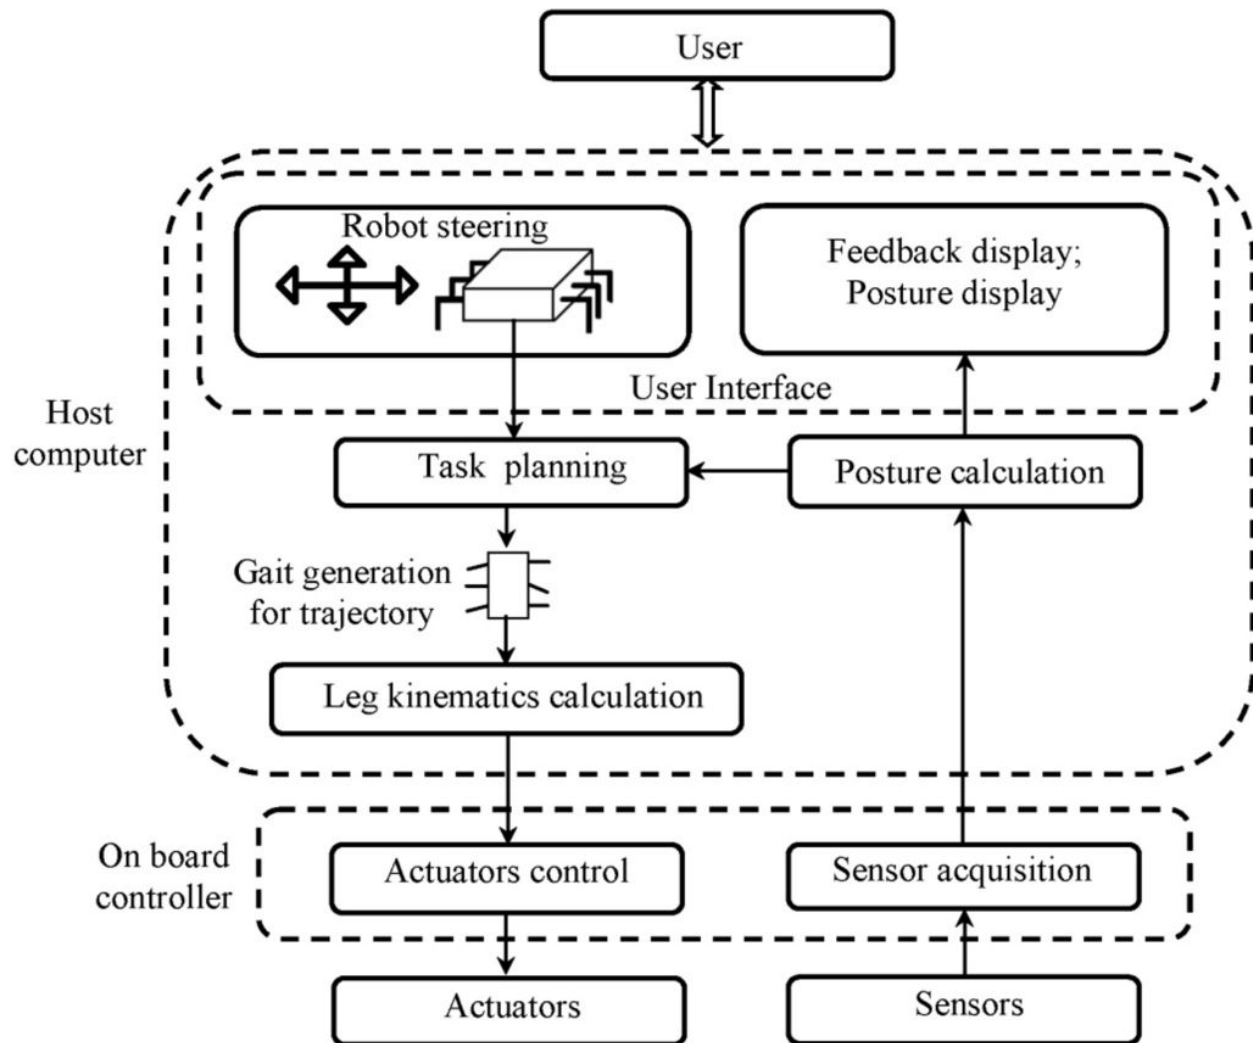 User
Robot steering
Feedback display;
Posture display
User Interface
Host
computer
Task planning
Posture calculation
Gait generation
for trajectory
Leg kinematics calculation
On board
controller
Actuators control
Sensor acquisition
Actuators
Sensors